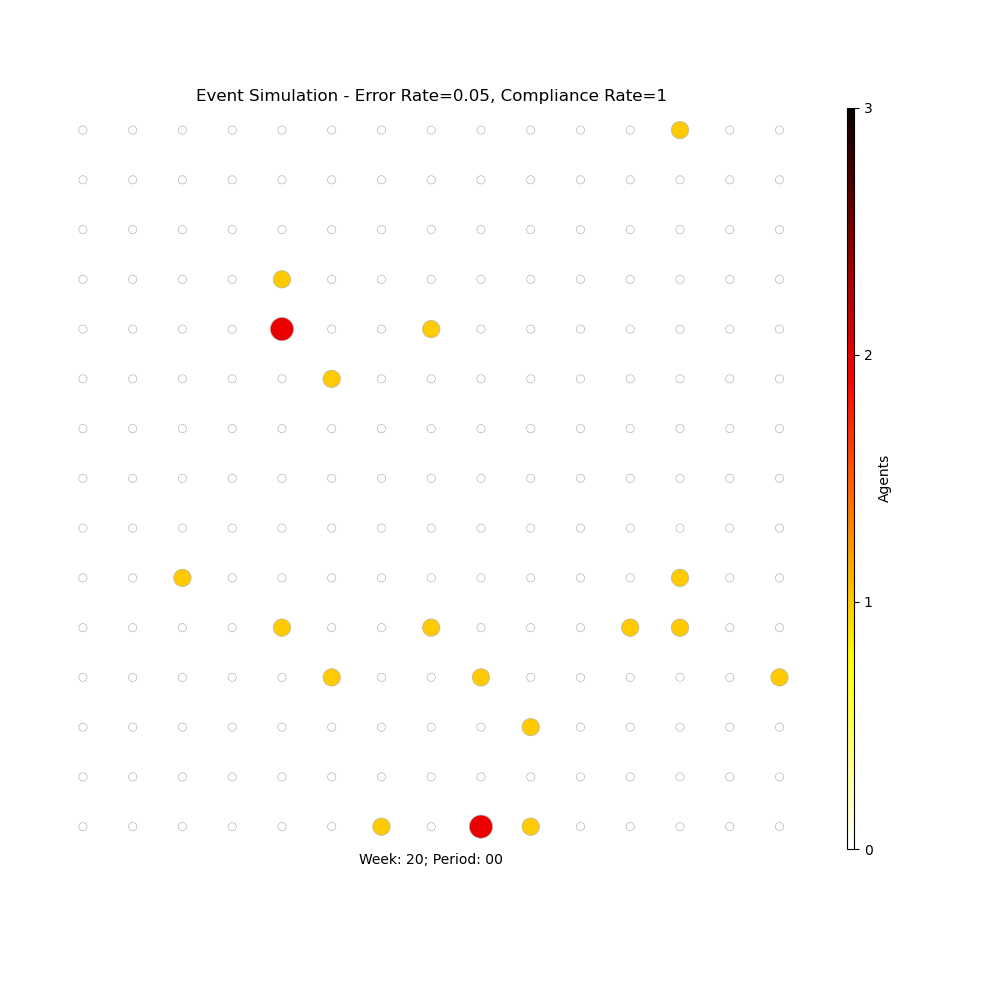 Event Simulation - Error Rate=0.05, Compliance Rate=1
3
2
Agents
1
0
Week: 20; Period: 00